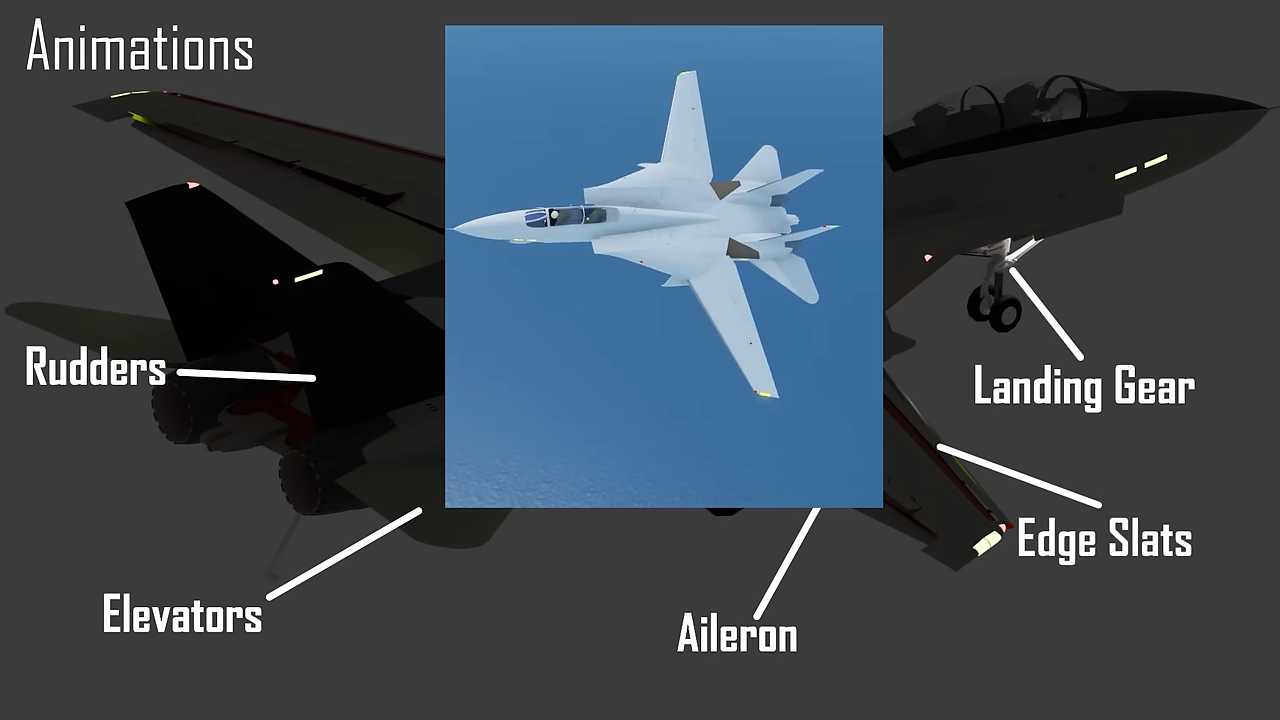 Animations
Rudders
Landing Gear
Edge Slats
Elevators
Aileron